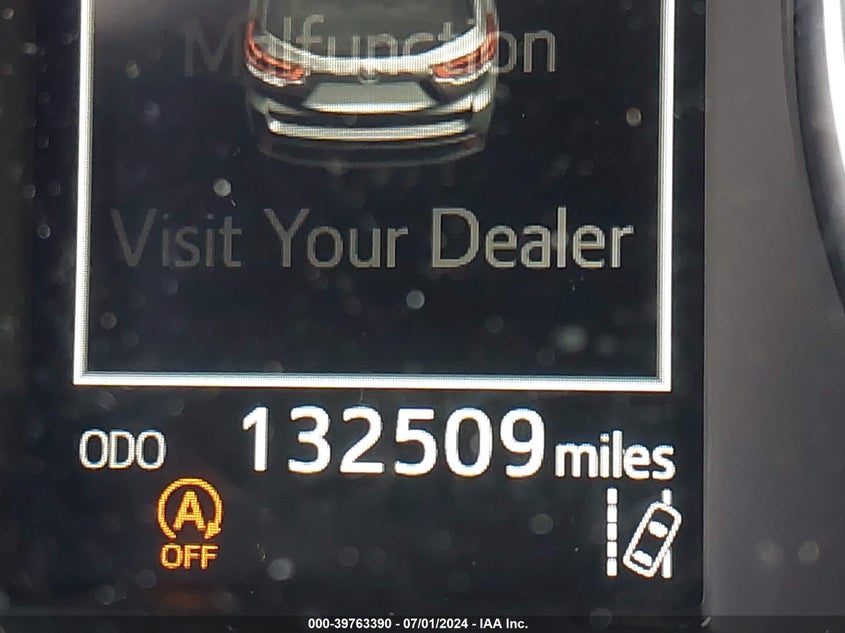 Malfunction
Visit Your Dealer
ODO 132509 miles
A
OFF
000-39763390 - 07/01/2024 - IAA Inc.